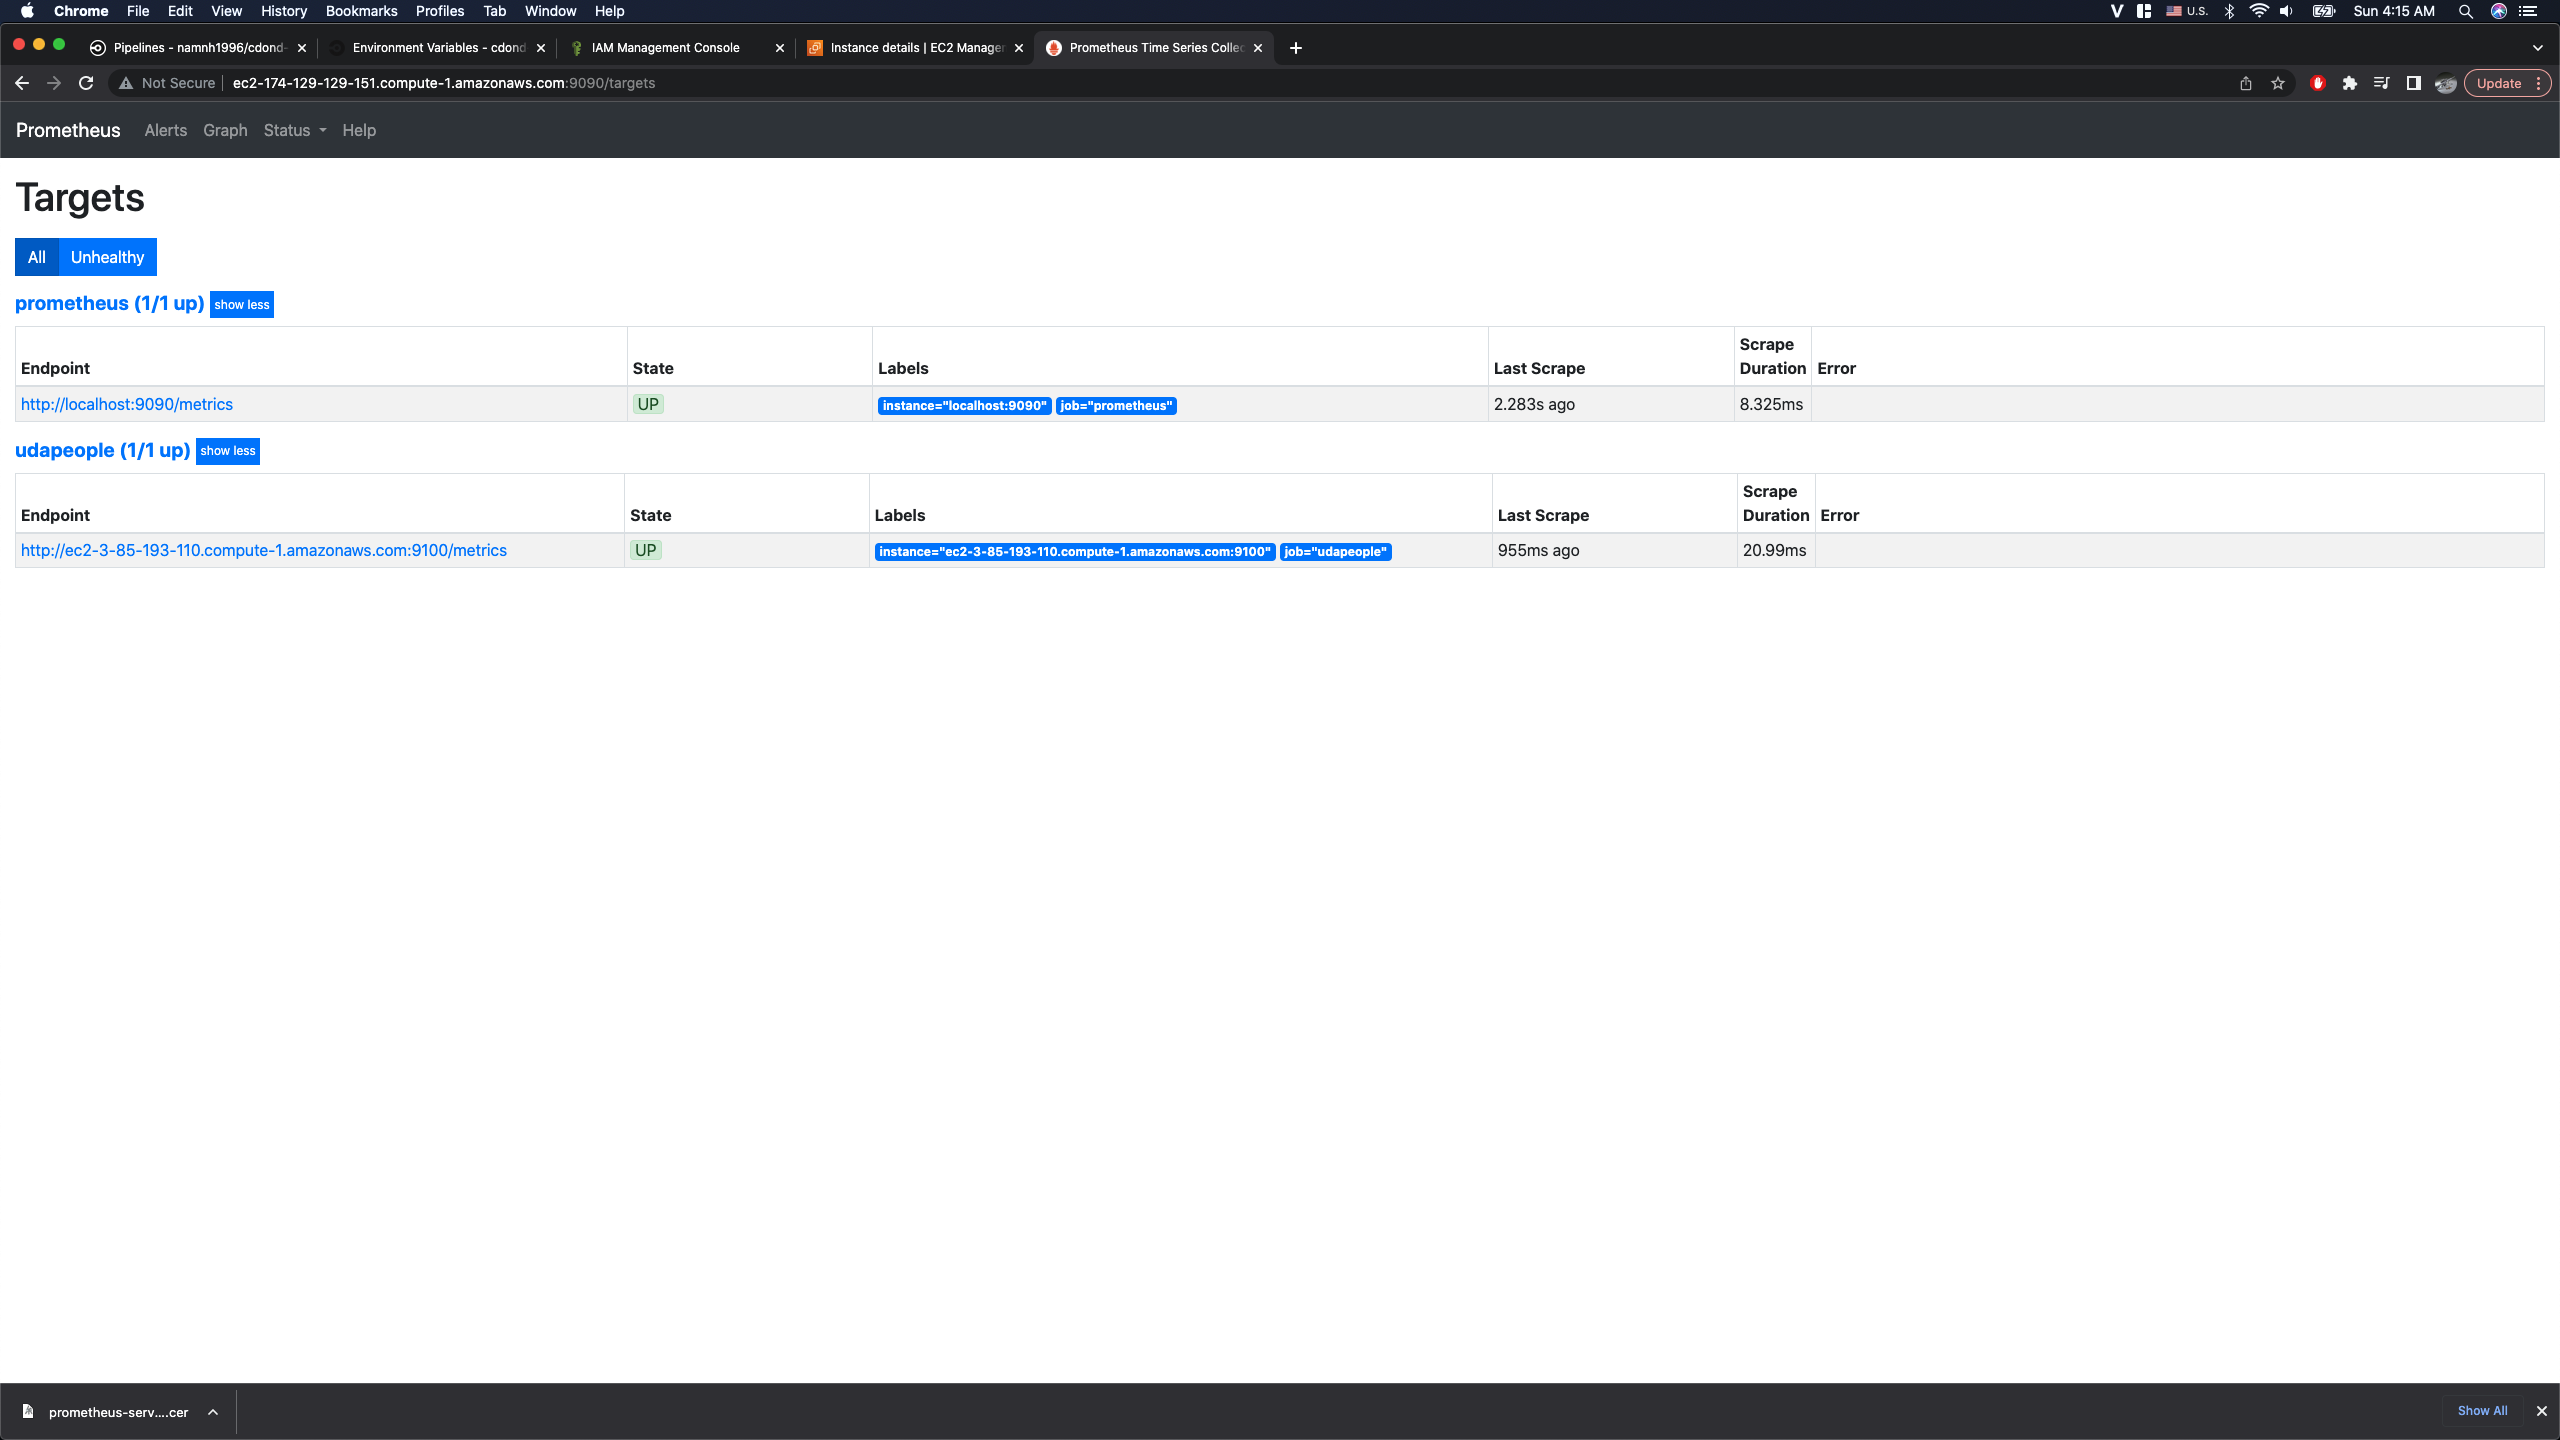 Chrome File Edit View History Bookmarks Profiles Tab Window Help V U.S. Sun 4:15 AM
Pipelines - namnh1996/cdond- Environment Variables - cdond IAM Management Console Instance details | EC2 Manager Prometheus Time Series Collec
Not Secure ec2-174-129-129-151.compute-1.amazonaws.com:9090/targets Update
Prometheus Alerts Graph Status Help
Targets
All Unhealthy
prometheus (1/1 up) show less
Endpoint State Labels Last Scrape Scrape Duration Error
http://localhost:9090/metrics UP instance="localhost:9090" job="prometheus" 2.283s ago 8.325ms
udapeople (1/1 up) show less
Endpoint State Labels Last Scrape Scrape Duration Error
http://ec2-3-85-193-110.compute-1.amazonaws.com:9100/metrics UP instance="ec2-3-85-193-110.compute-1.amazonaws.com:9100" job="udapeople" 955ms ago 20.99ms
prometheus-serv....cer Show All